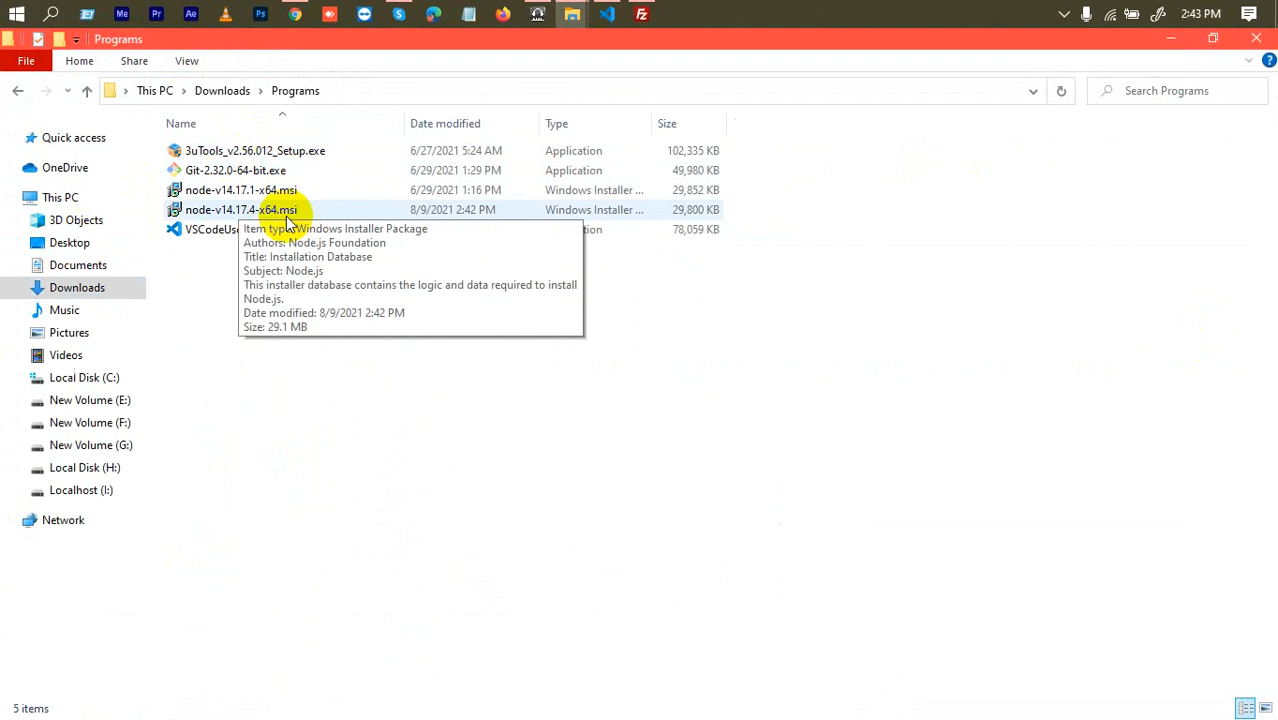 Me
Pr
Ae
Ps
2:43 PM
Programs
File
Home
Share
View
This PC
Downloads
Programs
Search Programs
Name
Date modified
Type
Size
Quick access
OneDrive
This PC
3D Objects
Desktop
Documents
Downloads
Music
Pictures
Videos
Local Disk (C:)
New Volume (E:)
New Volume (F:)
New Volume (G:)
Local Disk (H:)
Localhost (I:)
Network
3uTools_v2.56.012_Setup.exe 6/27/2021 5:24 AM Application 102,335 KB
Git-2.32.0-64-bit.exe 6/29/2021 1:29 PM Application 49,980 KB
node-v14.17.1-x64.msi 6/29/2021 1:16 PM Windows Installer ... 29,852 KB
node-v14.17.4-x64.msi 8/9/2021 2:42 PM Windows Installer ... 29,800 KB
78,059 KB
Windows Installer Package
Authors: Node.js Foundation
Title: Installation Database
Subject: Node.js
This installer database contains the logic and data required to install
Node.js.
Date modified: 8/9/2021 2:42 PM
Size: 29.1 MB
5 items